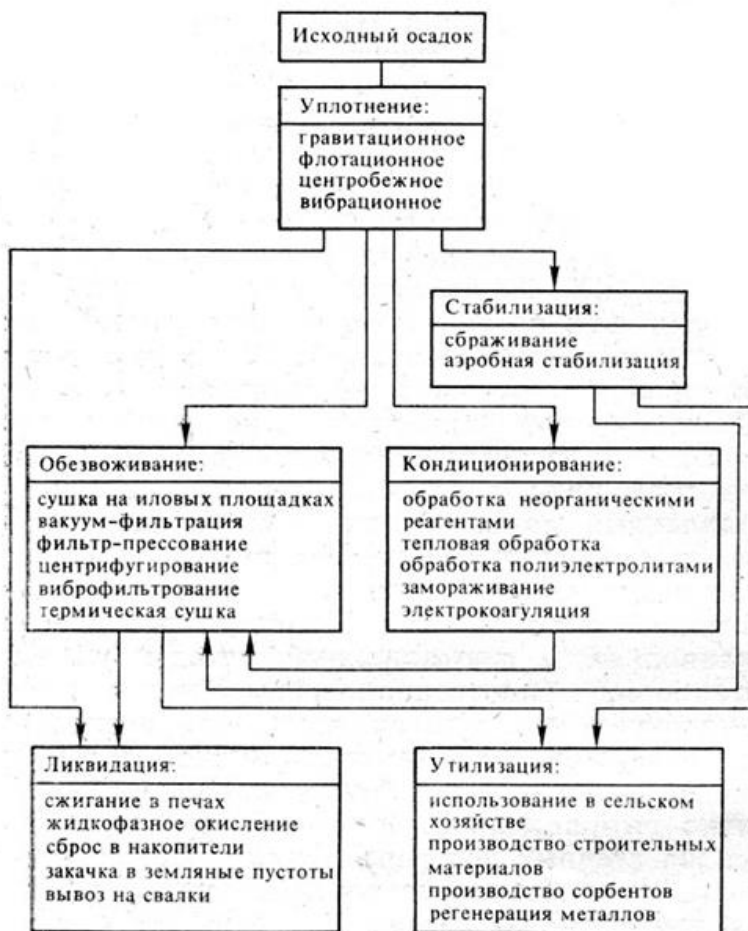 Исходный осадок
Уплотнение:
гравитационное
флотационное
центробежное
вибрационное
Стабилизация:
сбраживание
аэробная стабилизация
Обезвоживание:
сушка на иловых площадках
вакуум-фильтрация
фильтр-прессование
центрифугирование
виброфильтрование
термическая сушка
Кондиционирование:
обработка неорганическими
реагентами
тепловая обработка
обработка полиэлектролитами
замораживание
электрокоагуляция
Ликвидация:
сжигание в печах
жидкофазное окисление
сброс в накопители
закачка в земляные пустоты
вывоз на свалки
Утилизация:
использование в сельском
хозяйстве
производство строительных
материалов
производство сорбентов
регенерация металлов